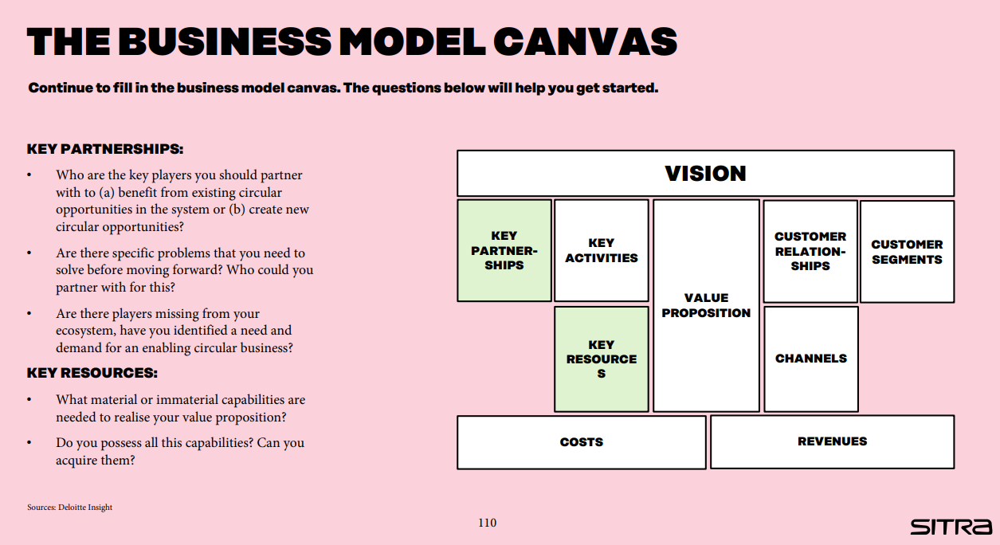 THE BUSINESS MODEL CANVAS
Continue to fill in the business model canvas. The questions below will help you get started.
KEY PARTNERSHIPS:
• Who are the key players you should partner
with to (a) benefit from existing circular
opportunities in the system or (b) create new
circular opportunities?
• Are there specific problems that you need to
solve before moving forward? Who could you
partner with for this?
• Are there players missing from your
ecosystem, have you identified a need and
demand for an enabling circular business?
KEY RESOURCES:
• What material or immaterial capabilities are
needed to realise your value proposition?
• Do you possess all this capabilities? Can you
acquire them?
VISION
KEY
PARTNER-
SHIPS
KEY
ACTIVITIES
KEY
RESOURCE
S
VALUE
PROPOSITION
CUSTOMER
RELATION-
SHIPS
CHANNELS
CUSTOMER
SEGMENTS
COSTS
REVENUES
Sources: Deloitte Insight
110
SITRA